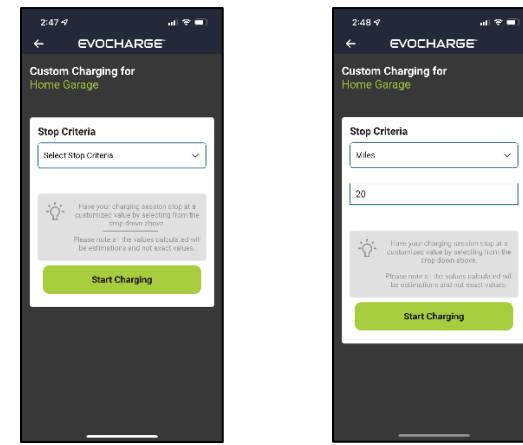 2:47
EVOCHARGE
Custom Charging for
Home Garage
Stop Criteria
Select Stop Criteria
Have your charging session stop at a
customized value by selecting from the
drop down above
Please note all the values calculated will
be estimations and not exact values.
Start Charging
2:48
EVOCHARGE
Custom Charging for
Home Garage
Stop Criteria
Miles
20
Have your charging session stop at a
customized value by selecting from the
drop down above.
Please note all the values calculated will
be estimations and not exact values.
Start Charging